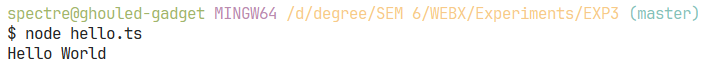 spectre@ghouled-gadget MINGW64 /d/degree/SEM 6/WEBX/Experiments/EXP3 (master)
$ node hello.ts
Hello World